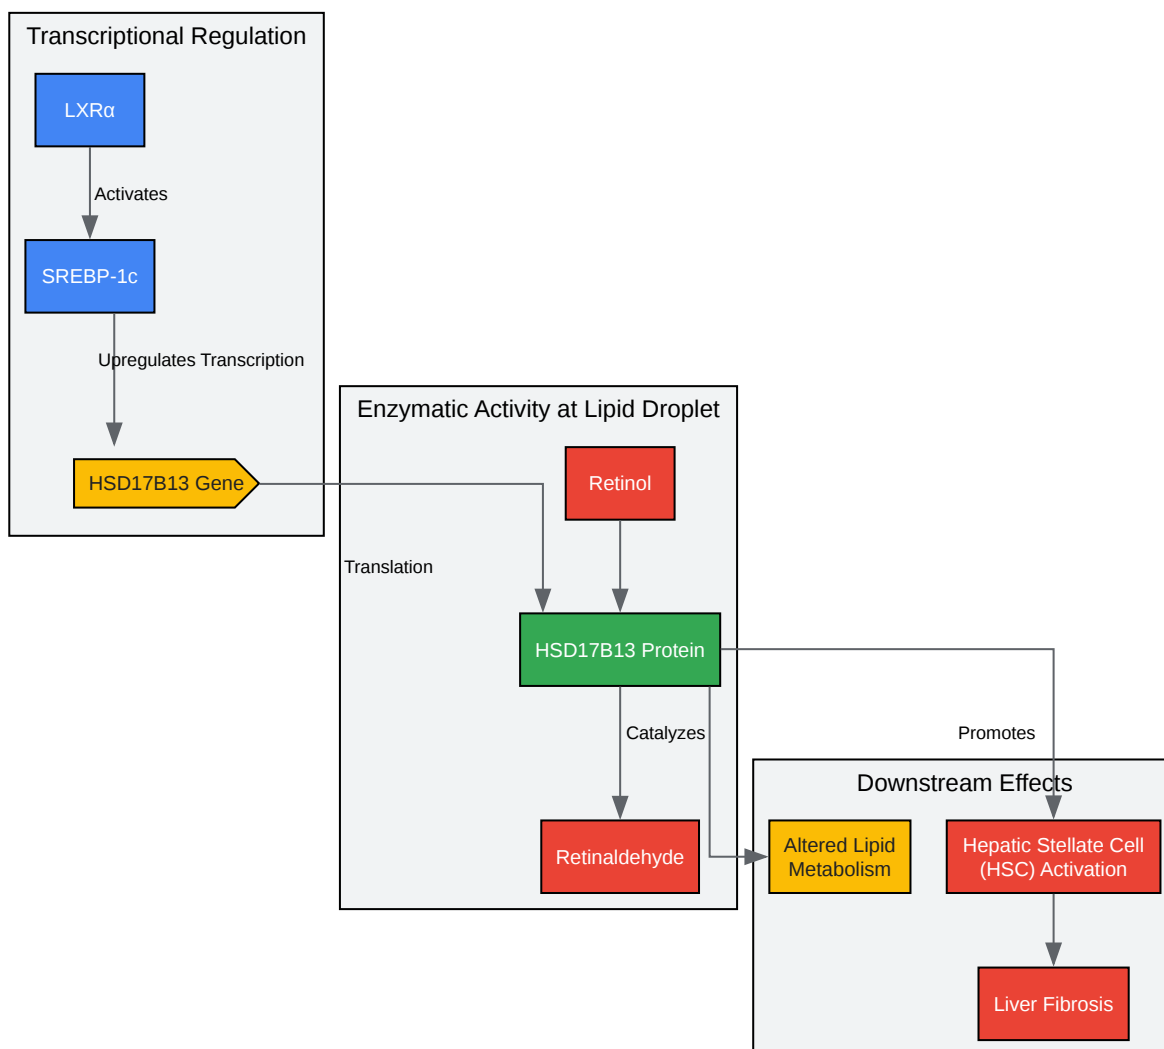 Transcriptional Regulation
LXRα
Activates
SREBP-1c
Upregulates Transcription
HSD17B13 Gene
Enzymatic Activity at Lipid Droplet
Retinol
Translation
HSD17B13 Protein
Catalyzes
Promotes
Retinaldehyde
Downstream Effects
Altered Lipid
Metabolism
Hepatic Stellate Cell
(HSC) Activation
Liver Fibrosis